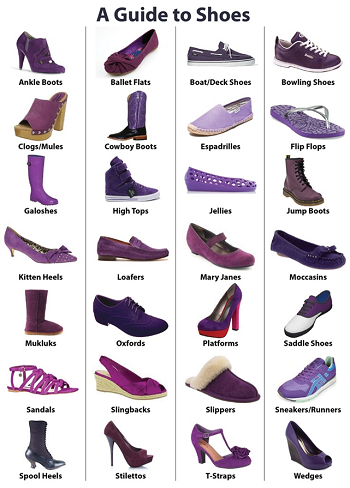 A Guide to Shoes
Ankle Boots
Ballet Flats
Boat/Deck Shoes
Bowling Shoes
Clogs/Mules
Cowboy Boots
Espadrilles
Flip Flops
Galoshes
High Tops
Jellies
Jump Boots
Kitten Heels
Loafers
Mary Janes
Moccasins
Mukluks
Oxfords
Platforms
Saddle Shoes
Sandals
Slingbacks
Slippers
Sneakers/Runners
Spool Heels
Stilettos
T-Straps
Wedges